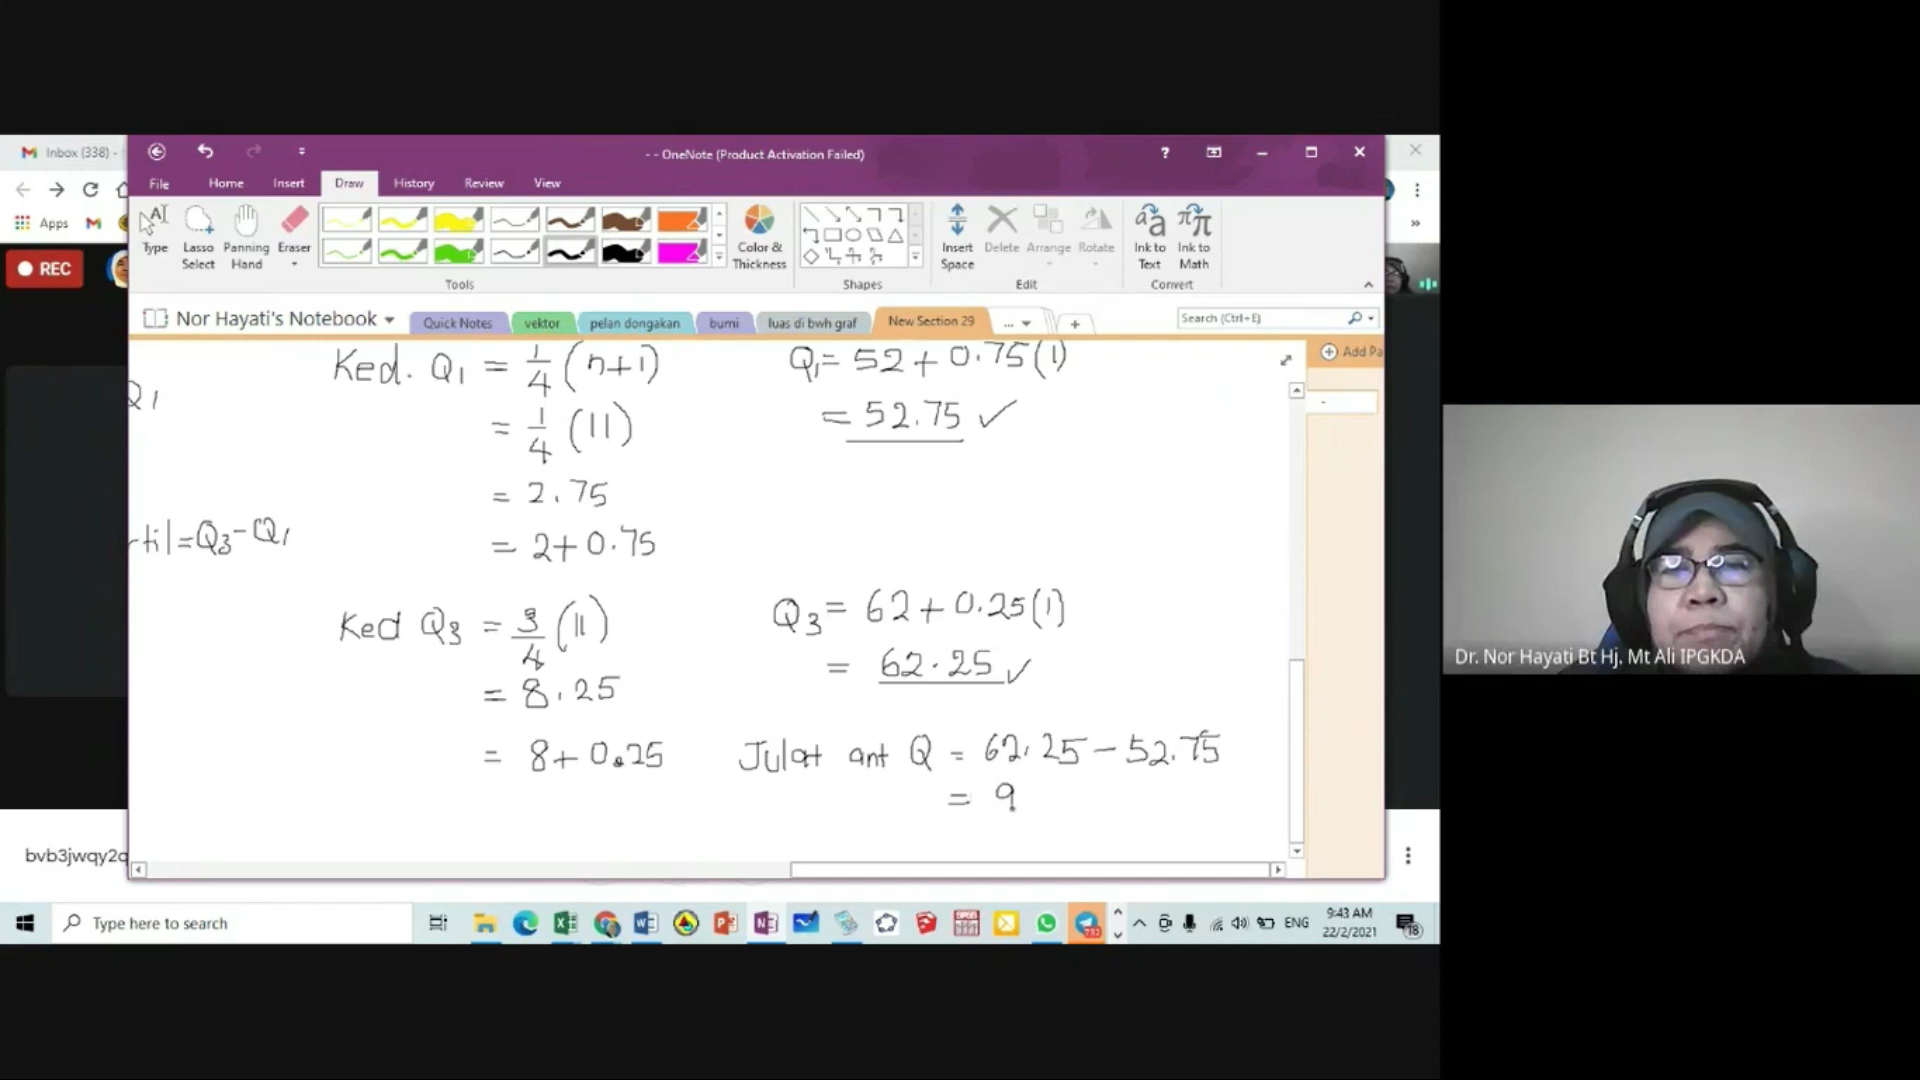 Inbox (338) -
- - OneNote (Product Activation Failed)
File Home Insert Draw History Review View
Apps
Type
Lasso Select
Panning Hand
Eraser
Color & Thickness
Insert Space
Delete
Arrange
Rotate
Ink to Text
Ink to Math
Tools
Shapes
Edit
Convert
REC
Nor Hayati's Notebook
Quick Notes
vektor
pelan dongakan
bumi
luas di bwh graf
New Section 29
...
Search (Ctrl+E)
Add Pa
Q1
-til = Q3 - Q1
Ked. Q1 = 1/4 (n+1)
= 1/4 (11)
= 2.75
= 2+0.75
Q1 = 52 + 0.75(1)
= 52.75 ✓
Ked Q3 = 3/4 (11)
= 8.25
= 8+0.25
Q3 = 62 + 0.25(1)
= 62.25 ✓
Julat ant Q = 62.25 - 52.75
= 9.
Dr. Nor Hayati Bt Hj. Mt Ali IPGKDA
bvb3jwqy2q
Type here to search
ENG
9:43 AM
22/2/2021
18